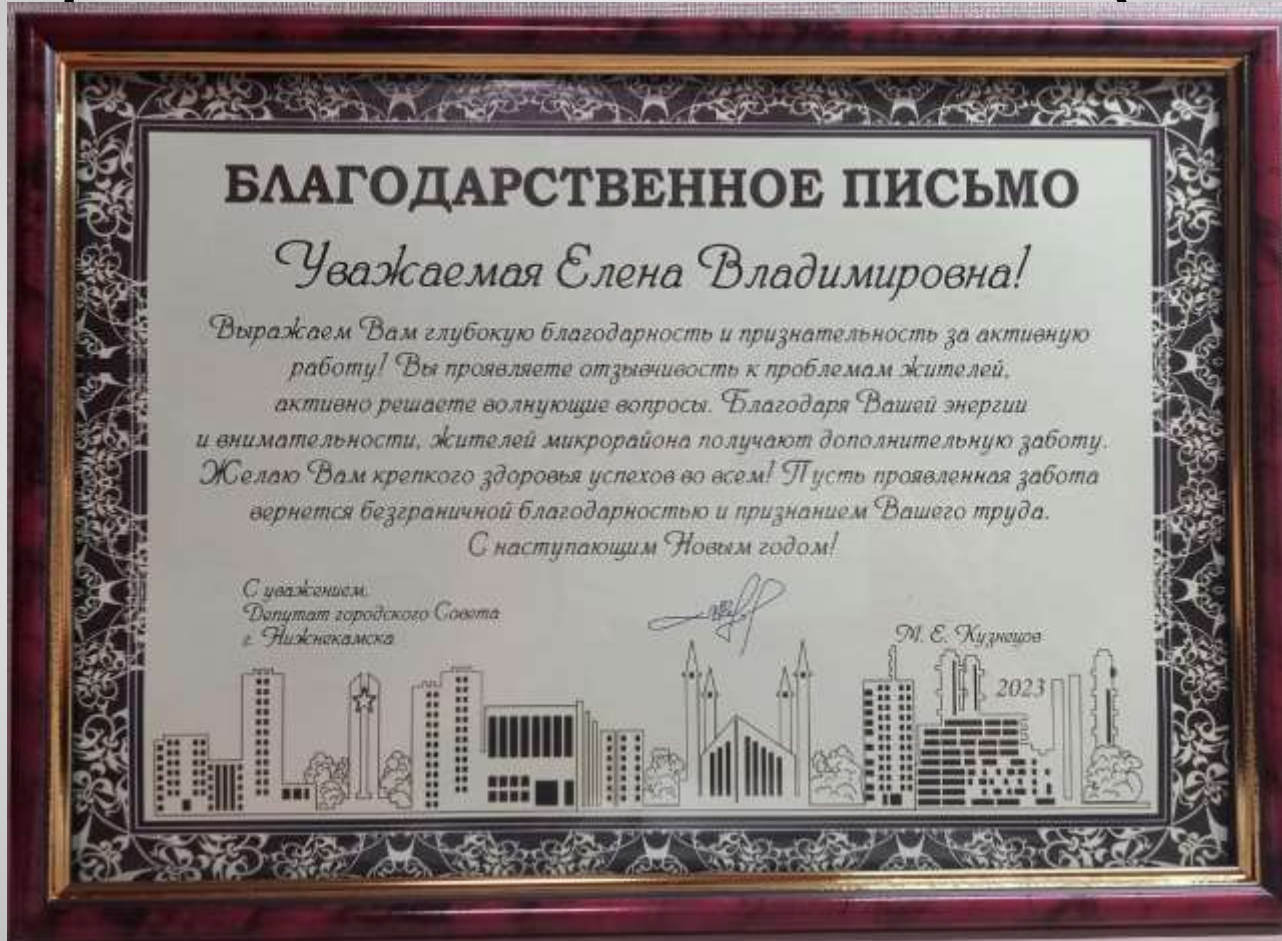 БЛАГОДАРСТВЕННОЕ ПИСЬМО
Уважаемая Елена Владимировна!
Выражаем Вам глубокую благодарность и признательность за активную
работу! Вы проявляете отзывчивость к проблемам жителей,
активно решаете волнующие вопросы. Благодаря Вашей энергии
и внимательности, жителей микрорайона получают дополнительную заботу.
Желаю Вам крепкого здоровья успехов во всем! Пусть проявленная забота
вернется безграничной благодарностью и признанием Вашего труда.
С наступающим Новым годом!
С уважением,
Депутат городского Совета
г. Нижнекамска
М. Е. Кузнецов
2023